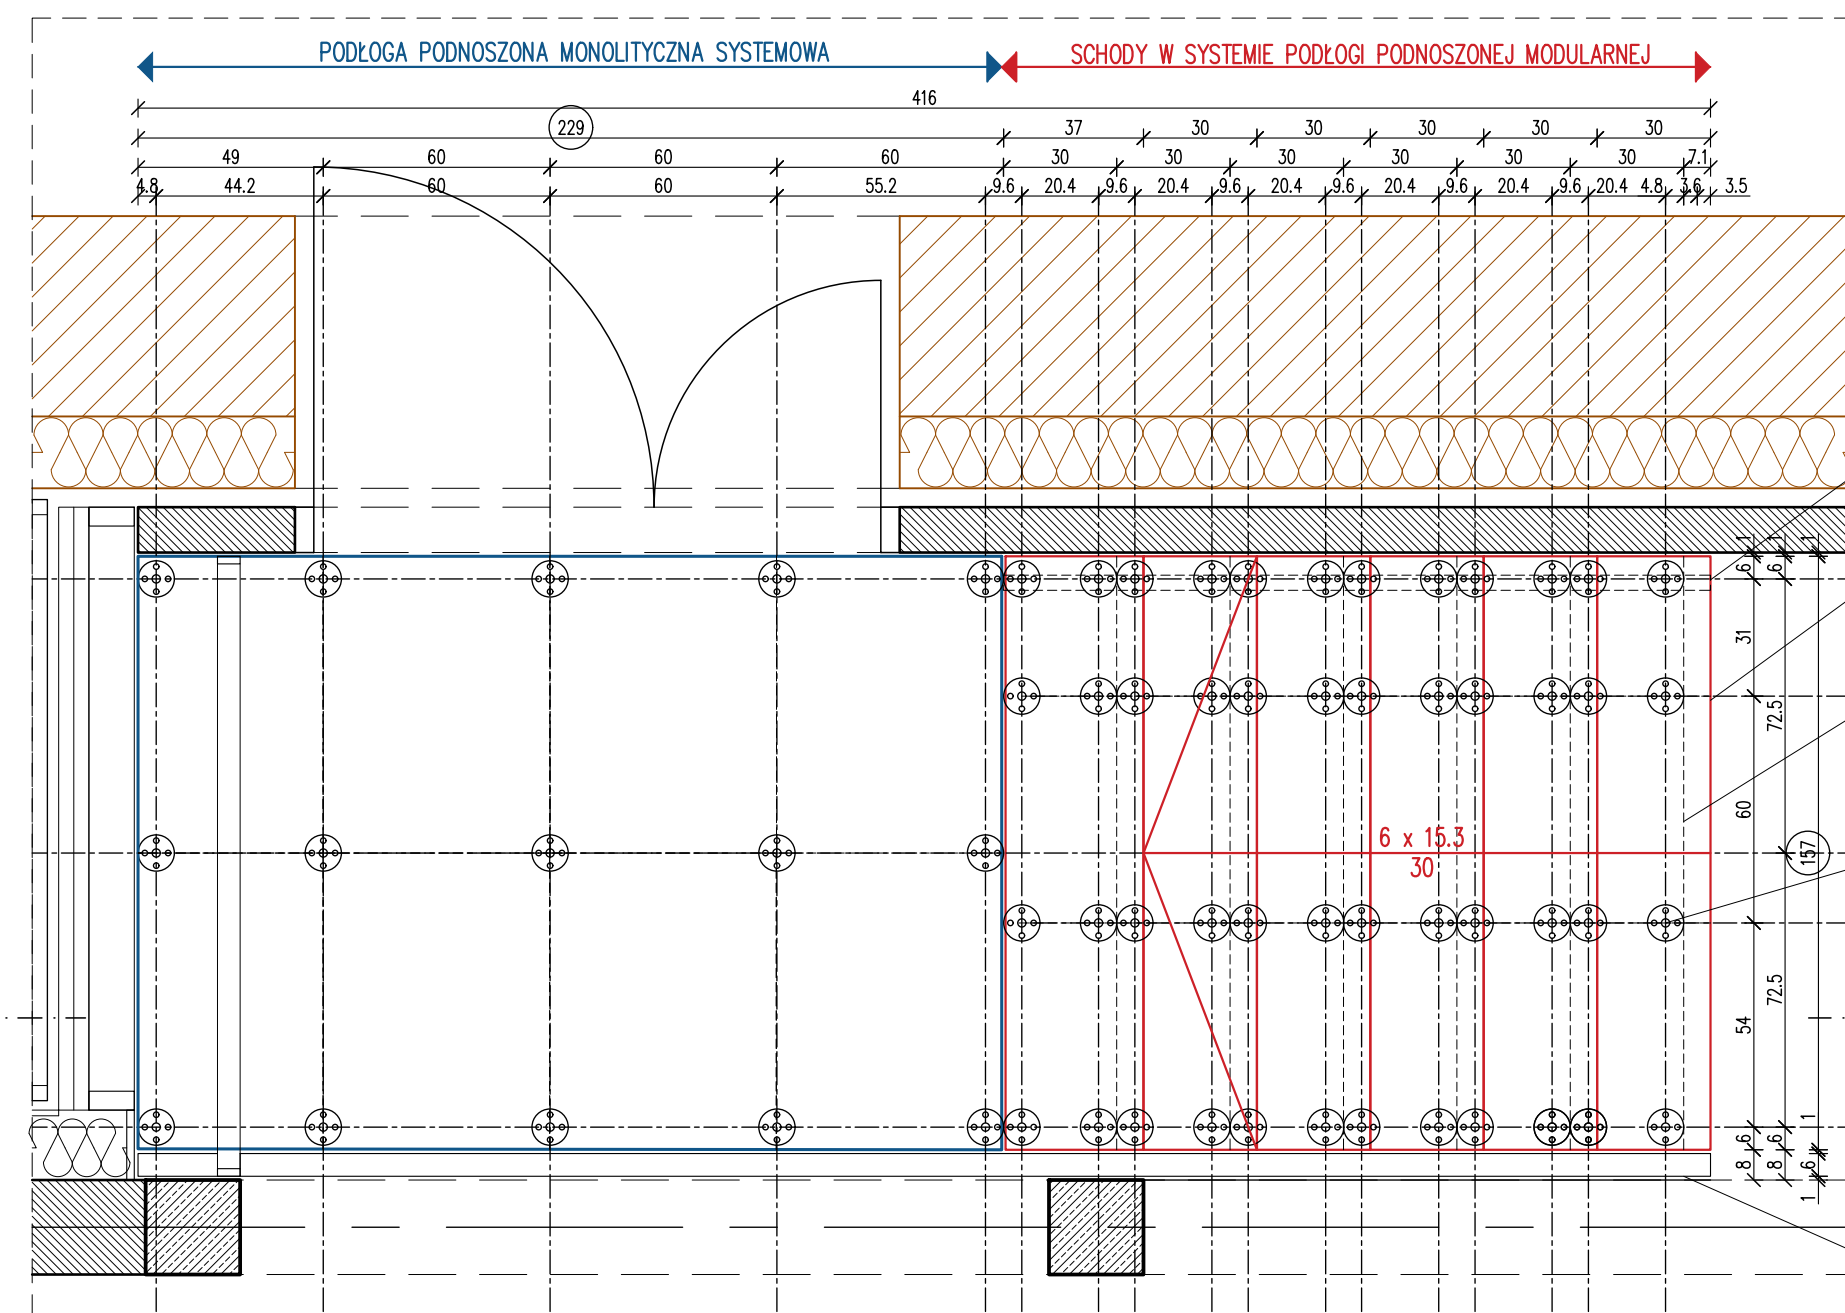 PODŁOGA PODNOSZONA MONOLITYCZNA SYSTEMOWA SCHODY W SYSTEMIE PODŁOGI PODNOSZONEJ MODULARNEJ
416
229 37 30 30 30 30 30
49 60 60 60 30 30 30 30 30 30 7.1
4.8 44.2 60 60 55.2 9.6 20.4 9.6 20.4 9.6 20.4 9.6 20.4 9.6 20.4 9.6 20.4 4.8 3.6 3.5
1 1 1
6 6
31
72.5
60
6 x 15.3
30
157
72.5
54
1
6 6
8 8 6
1